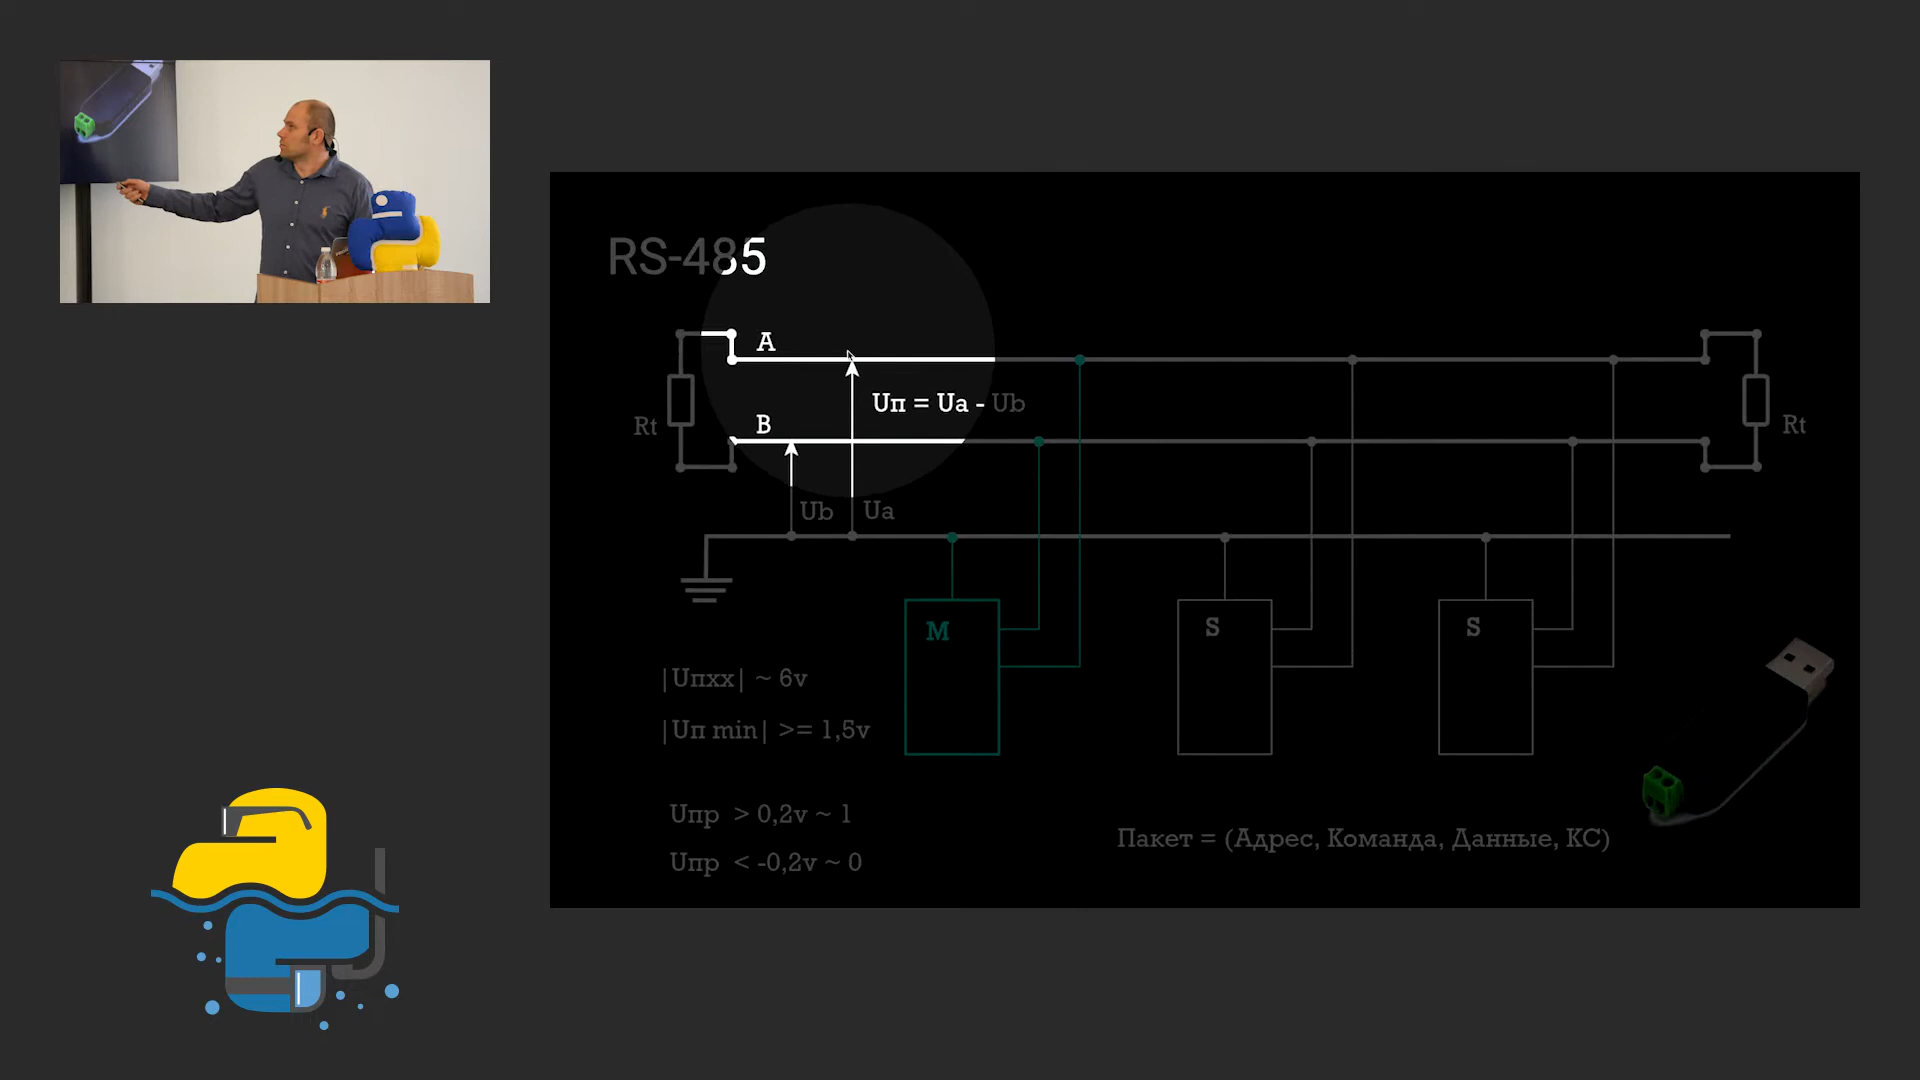 RS-485
A
Uп = Ua - Ub
B
Rt
Rt
Ub
Ua
M
S
S
|Uпхх| ~ 6v
|Uп min| >= 1,5v
Uпр > 0,2v ~ 1
Uпр < -0,2v ~ 0
Пакет = (Адрес, Команда, Данные, КС)